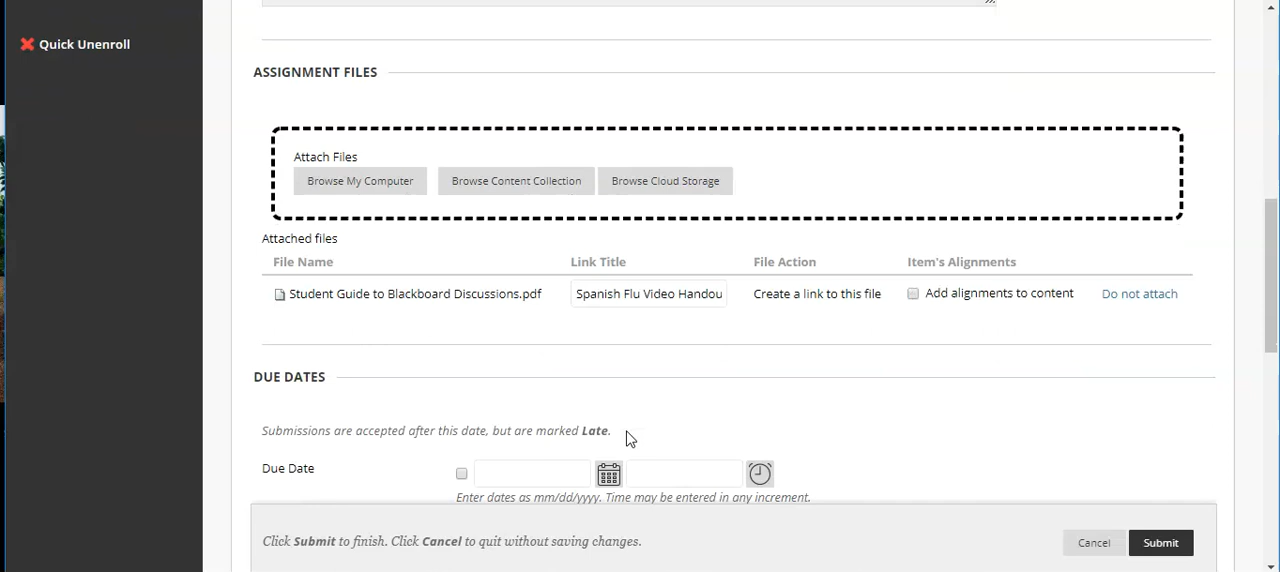 Quick Unenroll
ASSIGNMENT FILES
Attach Files
Browse My Computer Browse Content Collection Browse Cloud Storage
Attached files
File Name Link Title File Action Item's Alignments
Student Guide to Blackboard Discussions.pdf Spanish Flu Video Handou Create a link to this file Add alignments to content Do not attach
DUE DATES
Submissions are accepted after this date, but are marked Late.
Due Date
Enter dates as mm/dd/yyyy. Time may be entered in any increment.
Click Submit to finish. Click Cancel to quit without saving changes. Cancel Submit